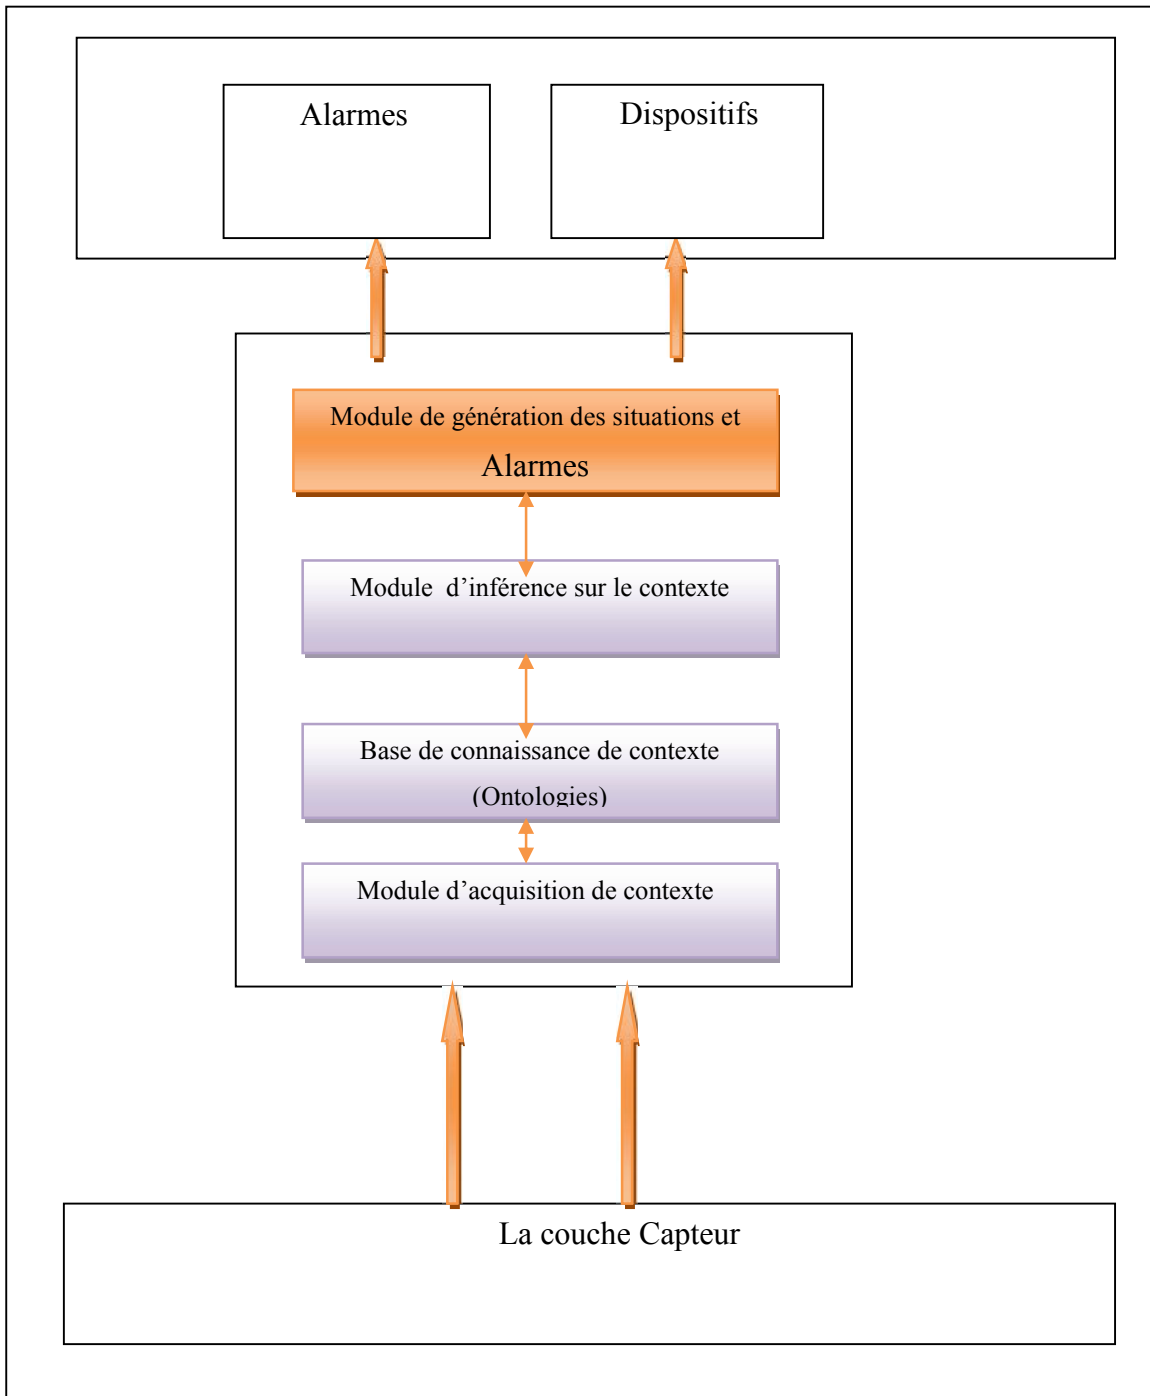 Alarmes
Dispositifs
Module de génération des situations et
Alarmes
Module d’inférence sur le contexte
Base de connaissance de contexte
(Ontologies)
Module d’acquisition de contexte
La couche Capteur